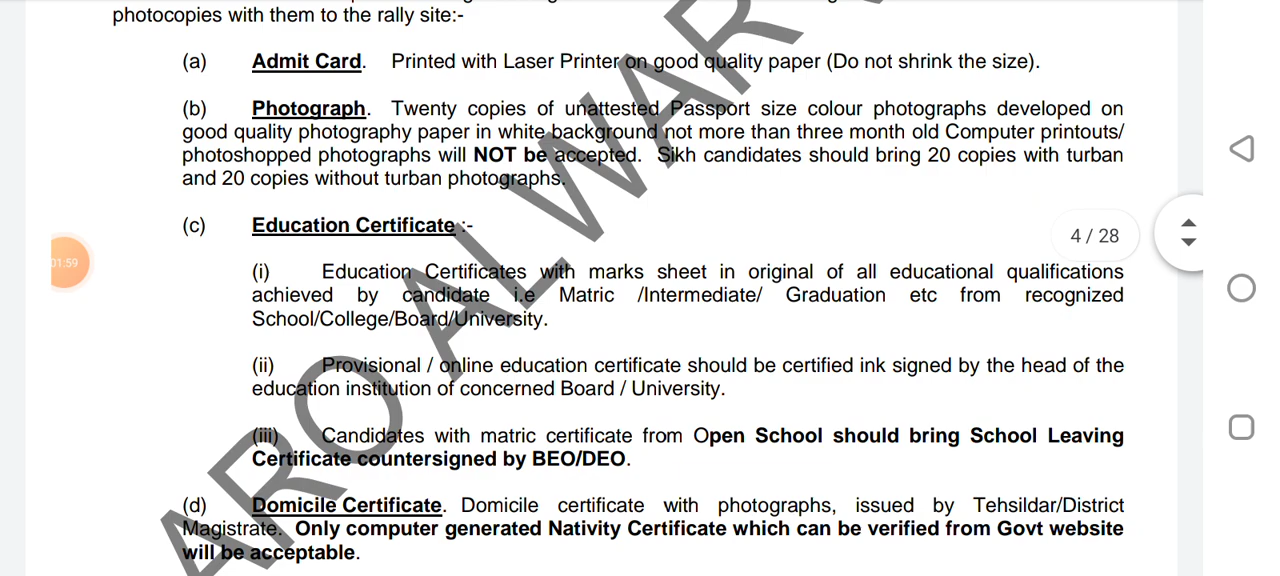 photocopies with them to the rally site:-
(a) Admit Card. Printed with Laser Printer on good quality paper (Do not shrink the size).
(b) Photograph. Twenty copies of unattested Passport size colour photographs developed on
good quality photography paper in white background not more than three month old Computer printouts/
photoshopped photographs will NOT be accepted. Sikh candidates should bring 20 copies with turban
and 20 copies without turban photographs.
(c) Education Certificate :-
4 / 28
01:59
(i) Education Certificates with marks sheet in original of all educational qualifications
achieved by candidate i.e Matric /Intermediate/ Graduation etc from recognized
School/College/Board/University.
(ii) Provisional / online education certificate should be certified ink signed by the head of the
education institution of concerned Board / University.
(iii) Candidates with matric certificate from Open School should bring School Leaving
Certificate countersigned by BEO/DEO.
(d) Domicile Certificate. Domicile certificate with photographs, issued by Tehsildar/District
Magistrate. Only computer generated Nativity Certificate which can be verified from Govt website
will be acceptable.
ARO ALWAR